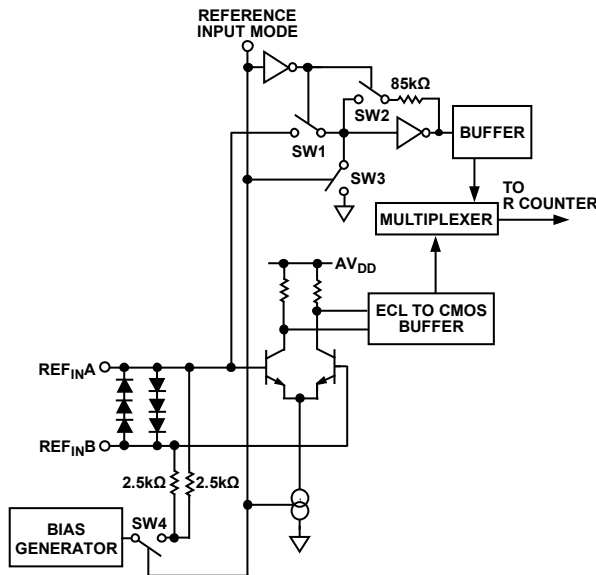 REFERENCE
INPUT MODE
85kΩ
SW2
BUFFER
SW1
SW3
TO
R COUNTER
MULTIPLEXER
AVDD
ECL TO CMOS
BUFFER
REFINA
REFINB
2.5kΩ
2.5kΩ
SW4
BIAS
GENERATOR